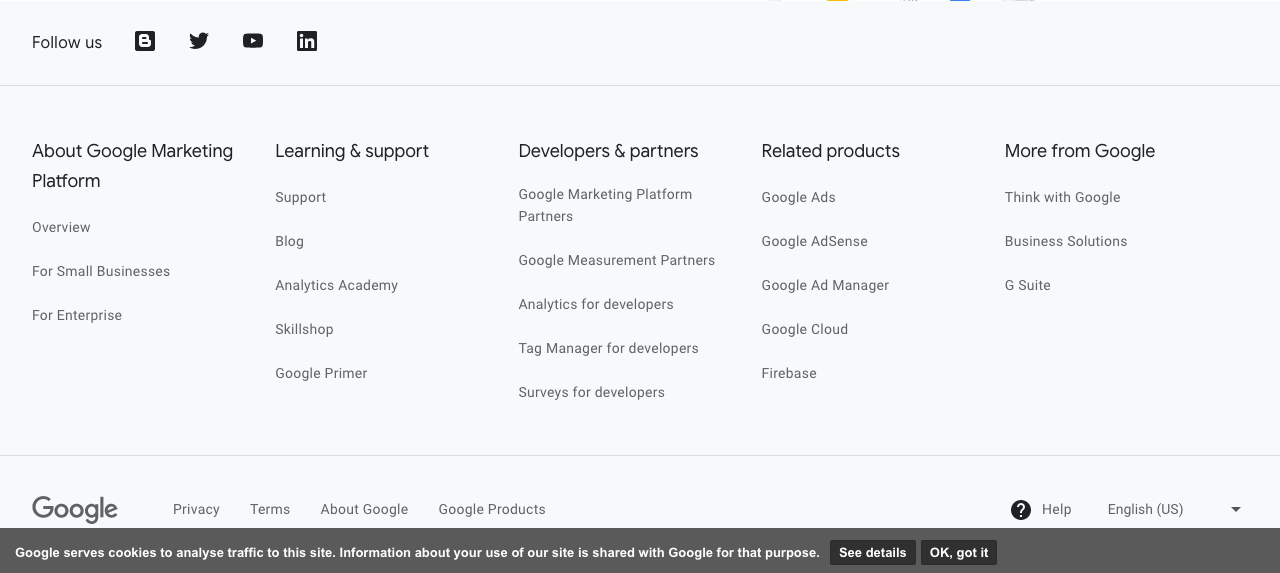 Follow us
About Google Marketing
Platform
Overview
For Small Businesses
For Enterprise
Learning & support
Support
Blog
Analytics Academy
Skillshop
Google Primer
Developers & partners
Google Marketing Platform
Partners
Google Measurement Partners
Analytics for developers
Tag Manager for developers
Surveys for developers
Related products
Google Ads
Google AdSense
Google Ad Manager
Google Cloud
Firebase
More from Google
Think with Google
Business Solutions
G Suite
Google Privacy Terms About Google Google Products ? Help English (US)
Google serves cookies to analyse traffic to this site. Information about your use of our site is shared with Google for that purpose. See details OK, got it